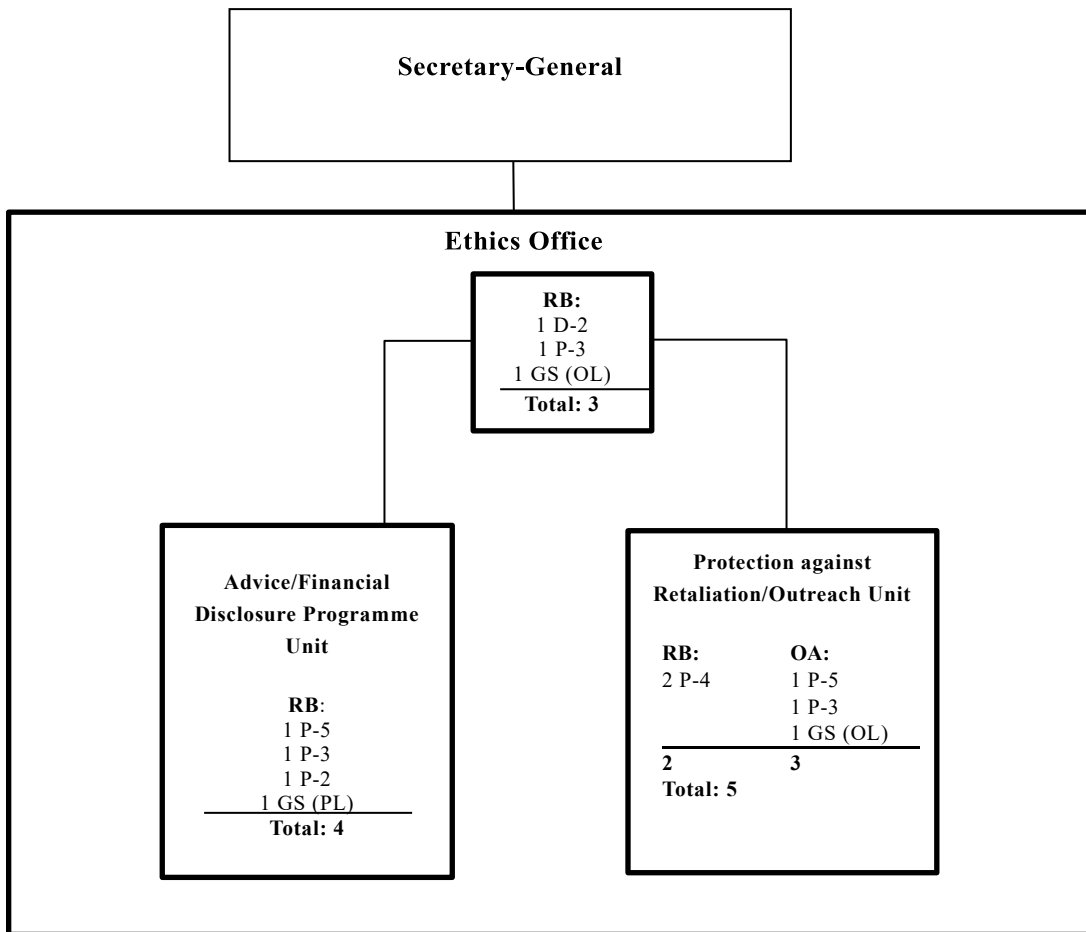 Secretary-General
Ethics Office
RB:
1 D-2
1 P-3
1 GS (OL)
Total: 3
Advice/Financial
Disclosure Programme
Unit
RB:
1 P-5
1 P-3
1 P-2
1 GS (PL)
Total: 4
Protection against
Retaliation/Outreach Unit
RB: OA:
2 P-4 1 P-5
1 P-3
1 GS (OL)
2 3
Total: 5